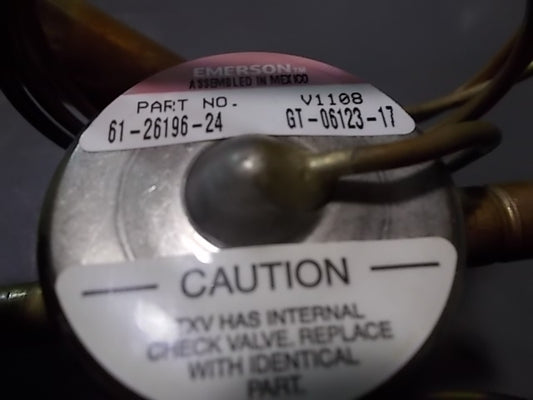 EMERSON™
ASSEMBLED IN MEXICO
PART NO. V1108
61-26196-24 GT-06123-17
CAUTION
TXV HAS INTERNAL
CHECK VALVE. REPLACE
WITH IDENTICAL
PART.